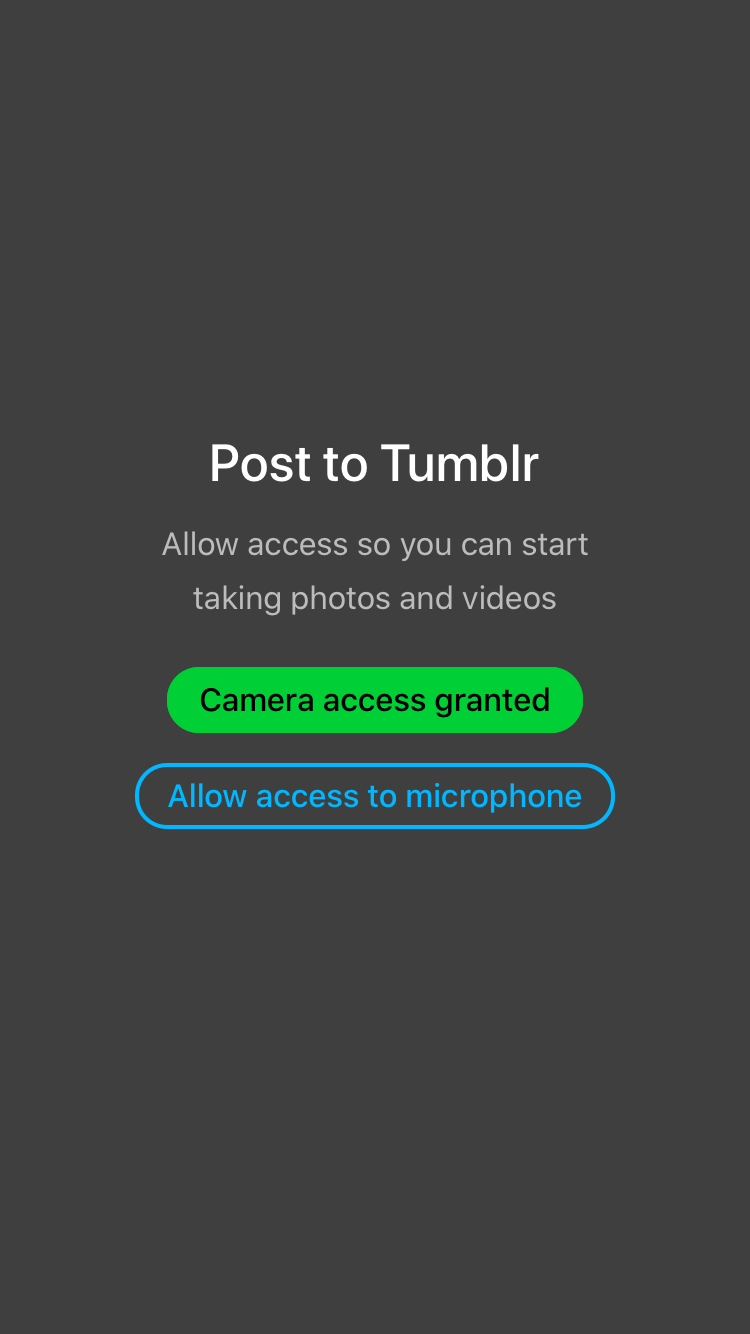 Post to Tumblr
Allow access so you can start
taking photos and videos
Camera access granted
Allow access to microphone